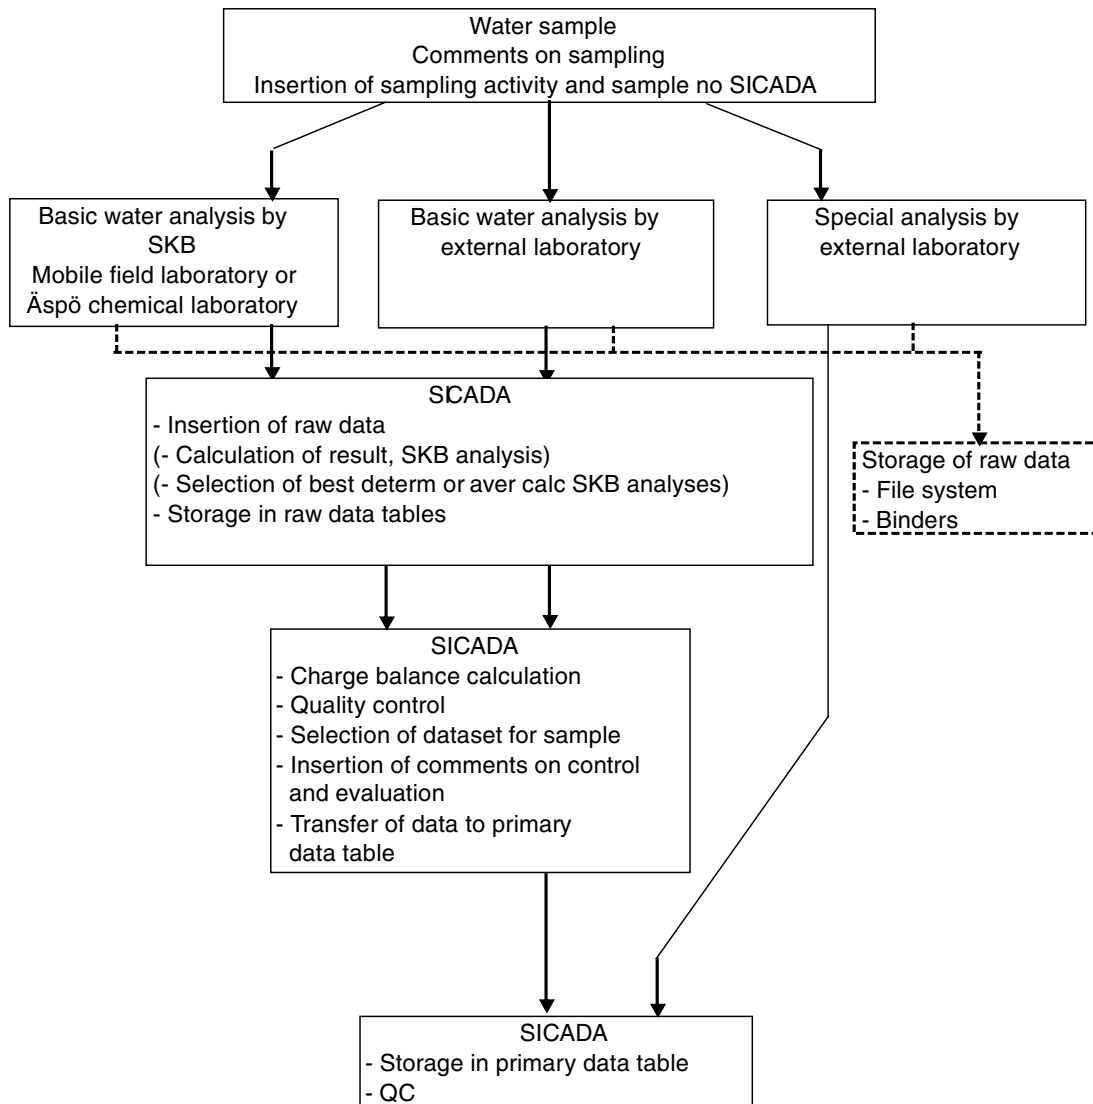 Water sample
Comments on sampling
Insertion of sampling activity and sample no SICADA
Basic water analysis by
SKB
Mobile field laboratory or
Äspö chemical laboratory
Basic water analysis by
external laboratory
Special analysis by
external laboratory
SICADA
- Insertion of raw data
(- Calculation of result, SKB analysis)
(- Selection of best determ or aver calc SKB analyses)
- Storage in raw data tables
Storage of raw data
- File system
- Binders
SICADA
- Charge balance calculation
- Quality control
- Selection of dataset for sample
- Insertion of comments on control
and evaluation
- Transfer of data to primary
data table
SICADA
- Storage in primary data table
- QC